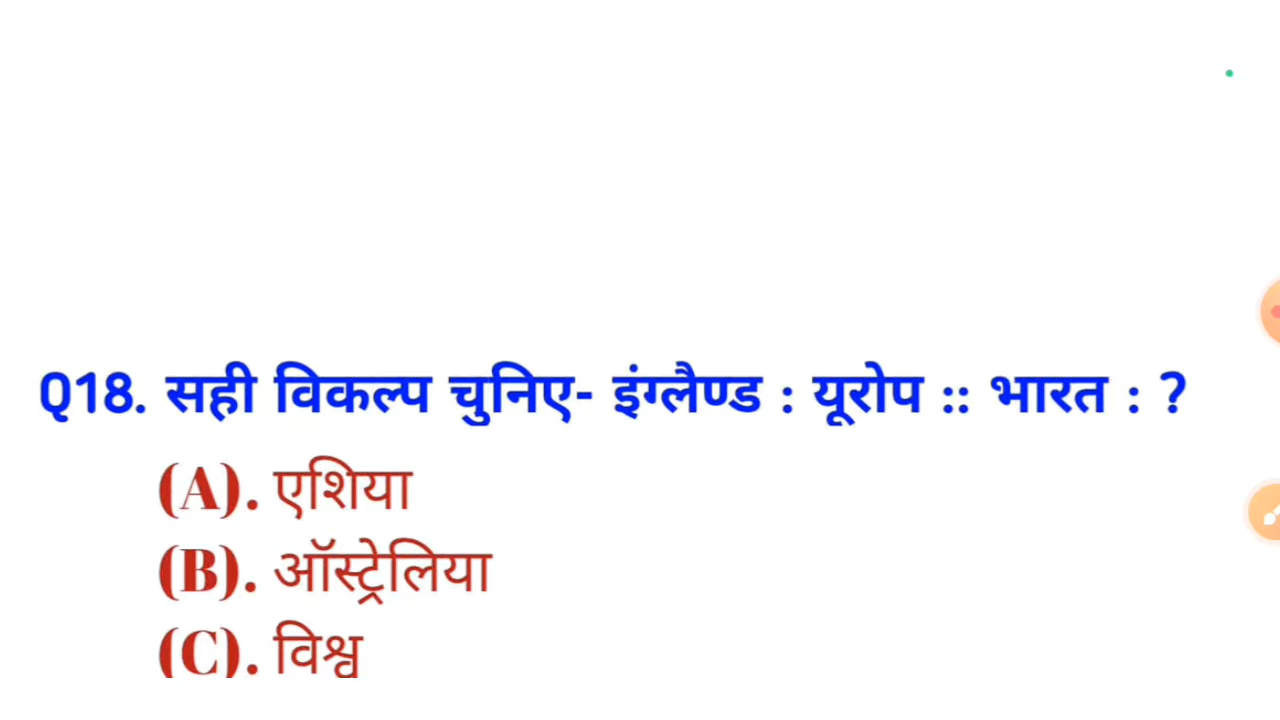 Q18. सही विकल्प चुनिए- इंग्लैण्ड : यूरोप :: भारत : ?
(A). एशिया
(B). ऑस्ट्रेलिया
(C). विश्व